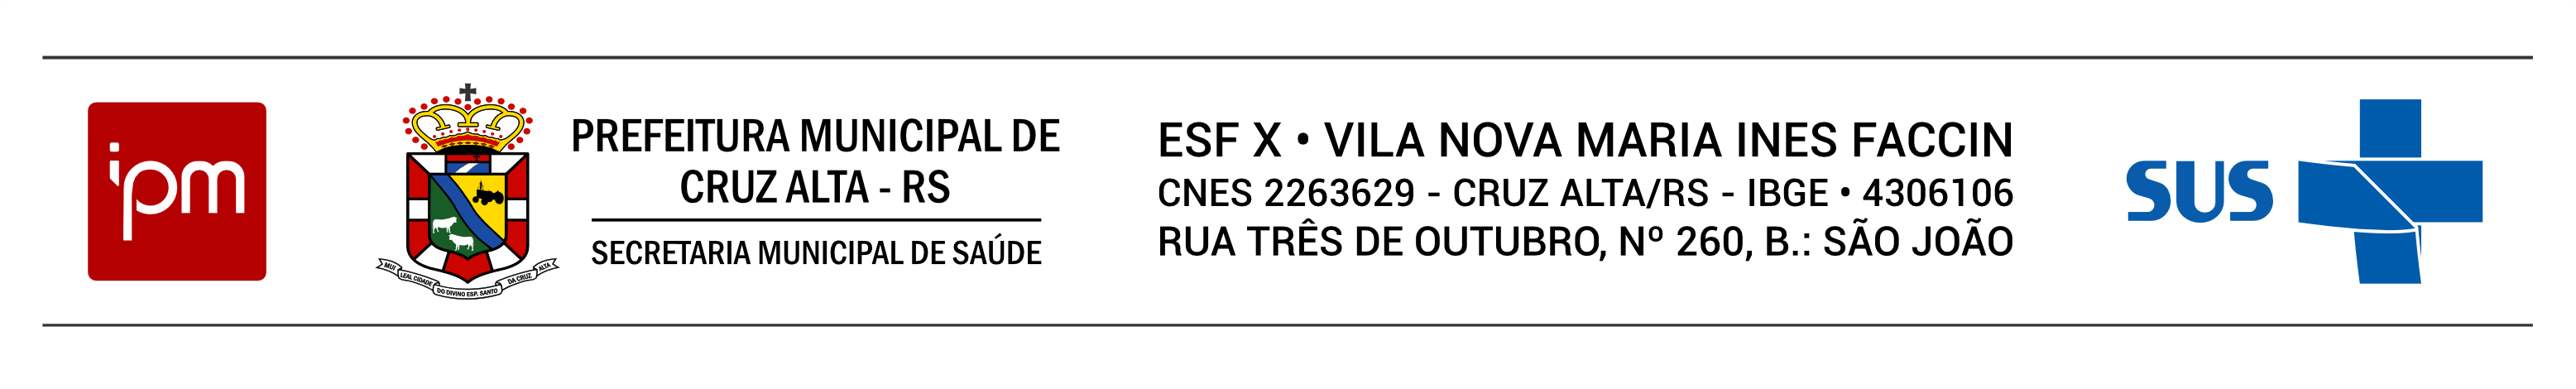 ipm
PREFEITURA MUNICIPAL DE
CRUZ ALTA - RS
SECRETARIA MUNICIPAL DE SAÚDE
MUI LEAL CIDADE DO DIVINO ESP. SANTO DA CRUZ ALTA
ESF X • VILA NOVA MARIA INES FACCIN
CNES 2263629 - CRUZ ALTA/RS - IBGE • 4306106
RUA TRÊS DE OUTUBRO, Nº 260, B.: SÃO JOÃO
SUS